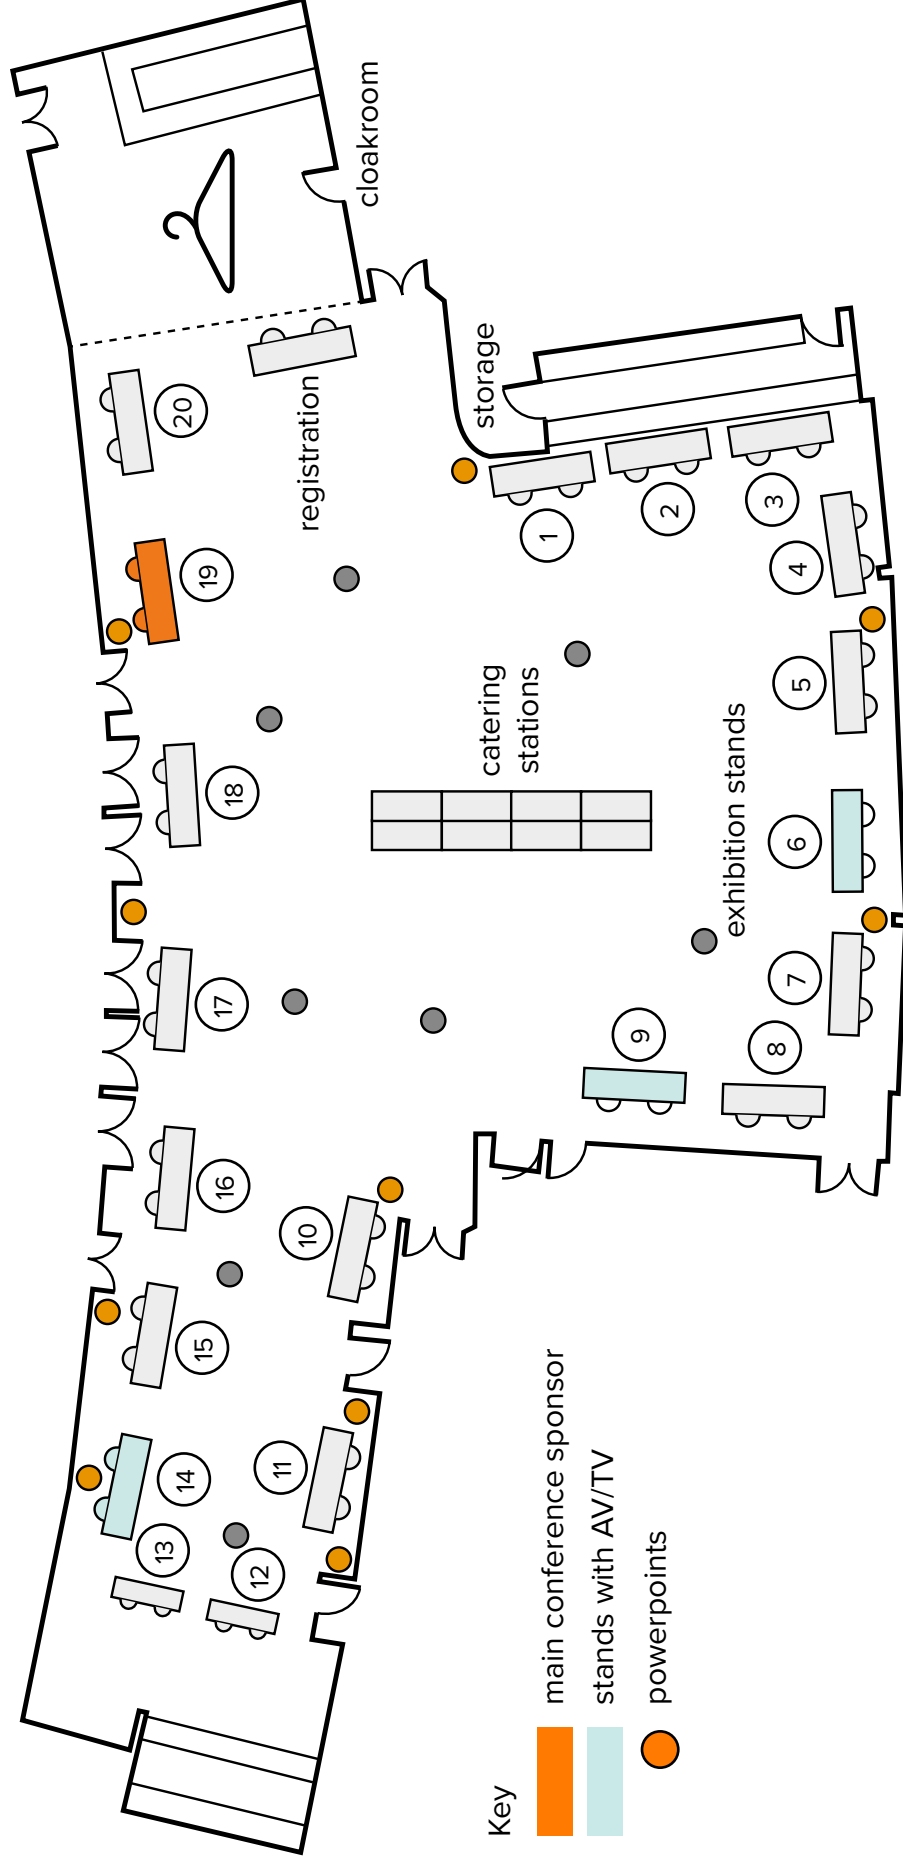 cloakroom
storage
registration
20
19
18
17
16
15
14
13
12
11
10
catering
stations
exhibition stands
1
2
3
4
5
6
7
8
9
Key
main conference sponsor
stands with AV/TV
powerpoints